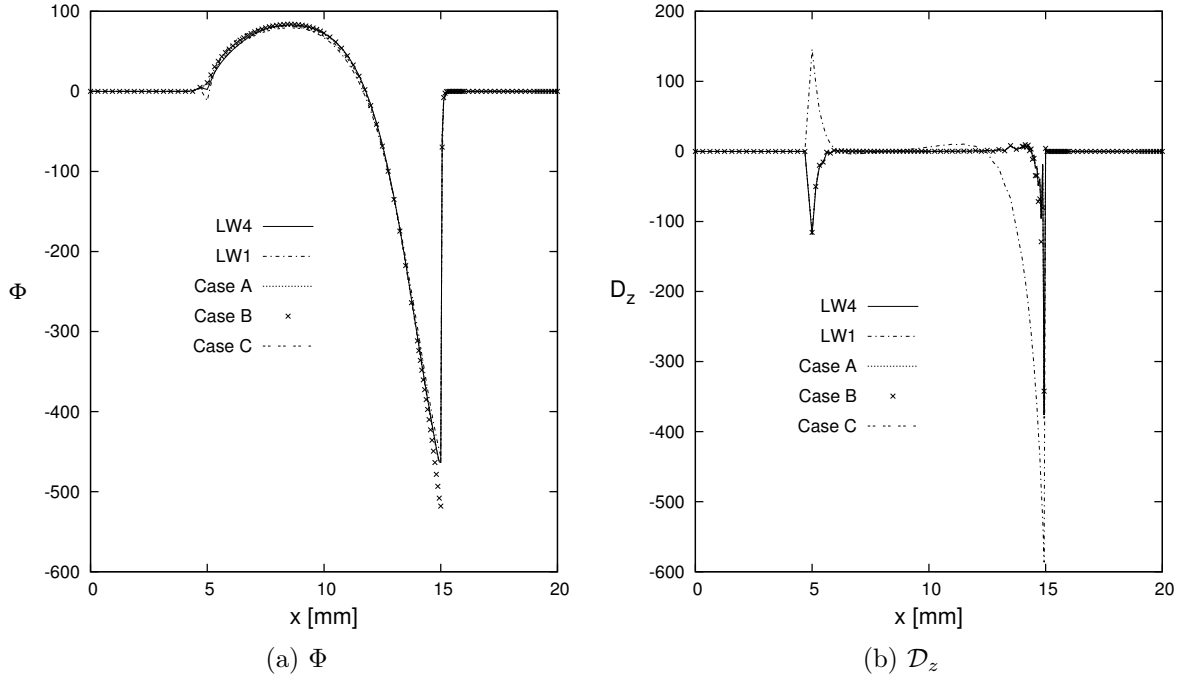 100
0
-100
-200
-300
-400
-500
-600
Φ
LW4
LW1
Case A
Case B
Case C
0 5 10 15 20
x [mm]
(a) Φ
200
100
0
-100
-200
-300
-400
-500
-600
D_z
LW4
LW1
Case A
Case B
Case C
0 5 10 15 20
x [mm]
(b) 𝒟_z